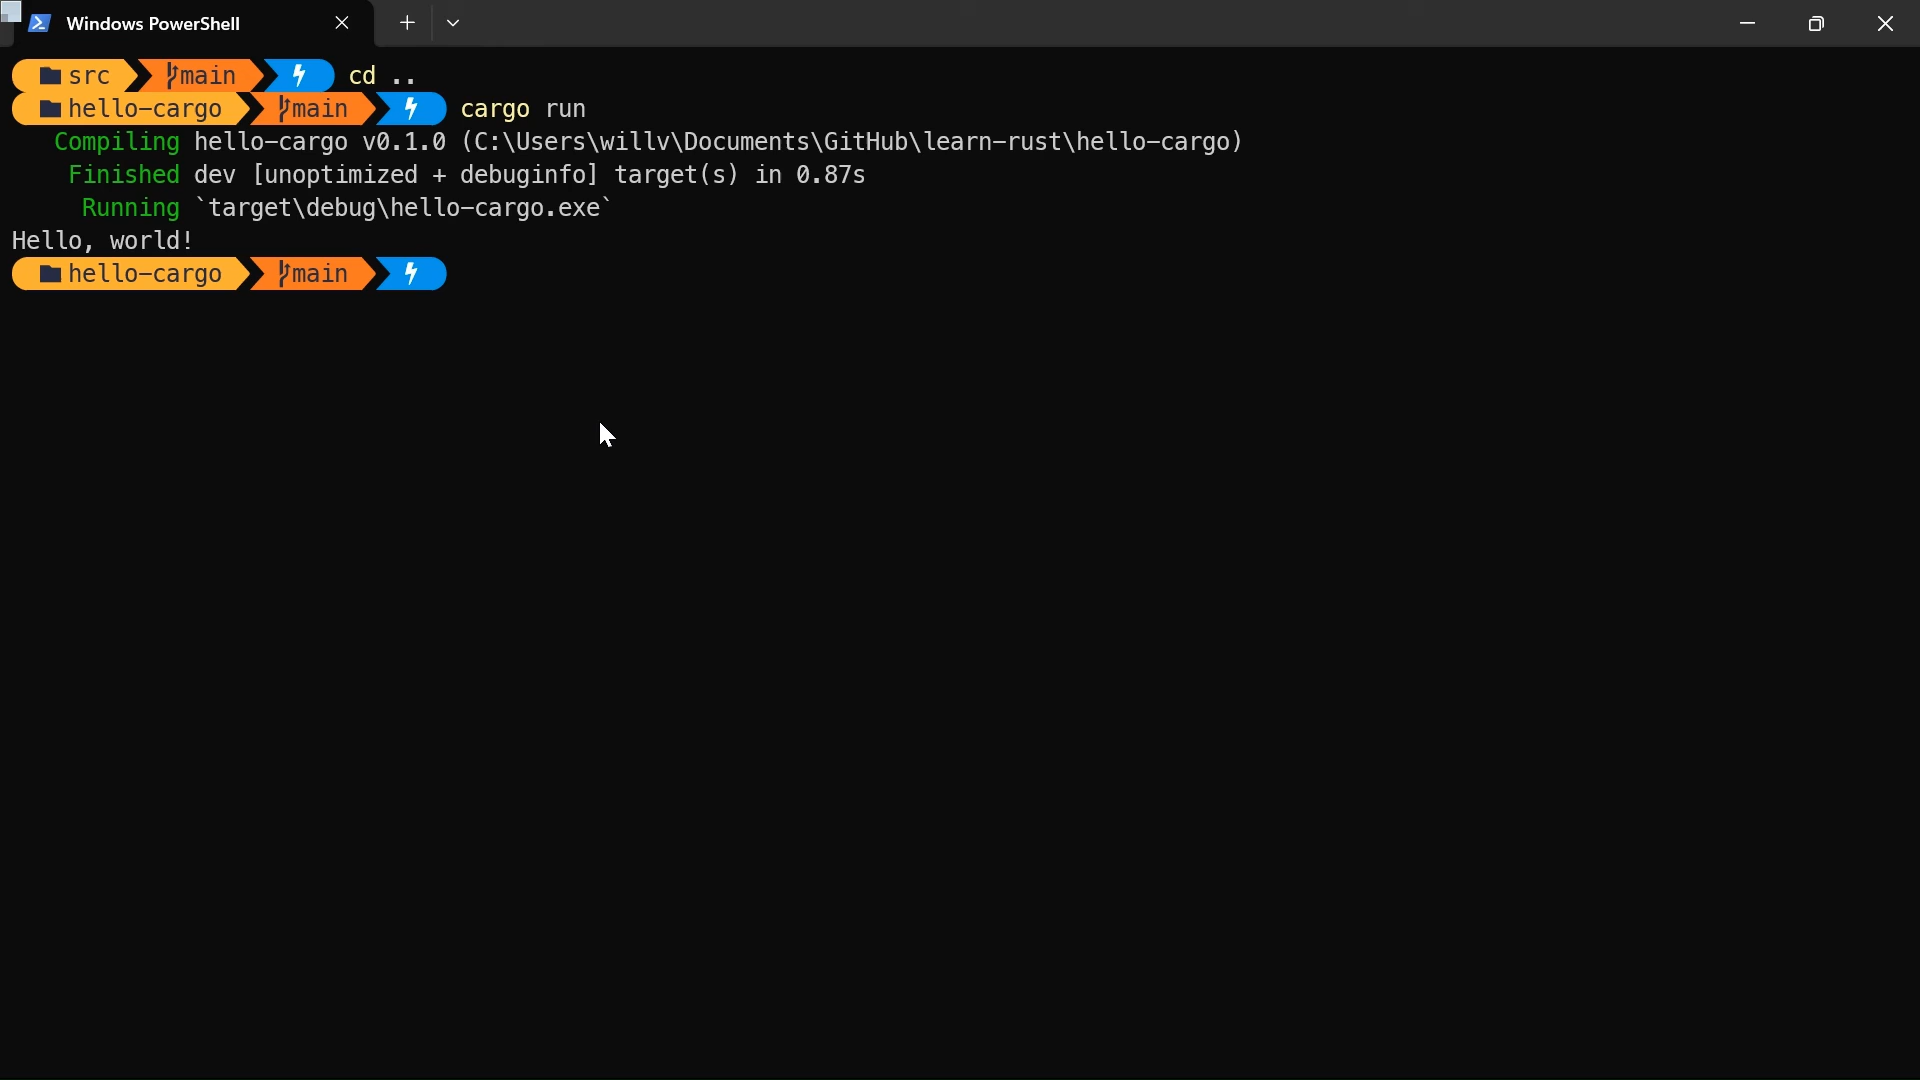 Windows PowerShell
src main cd ..
hello-cargo main cargo run
Compiling hello-cargo v0.1.0 (C:\Users\willv\Documents\GitHub\learn-rust\hello-cargo)
Finished dev [unoptimized + debuginfo] target(s) in 0.87s
Running `target\debug\hello-cargo.exe`
Hello, world!
hello-cargo main